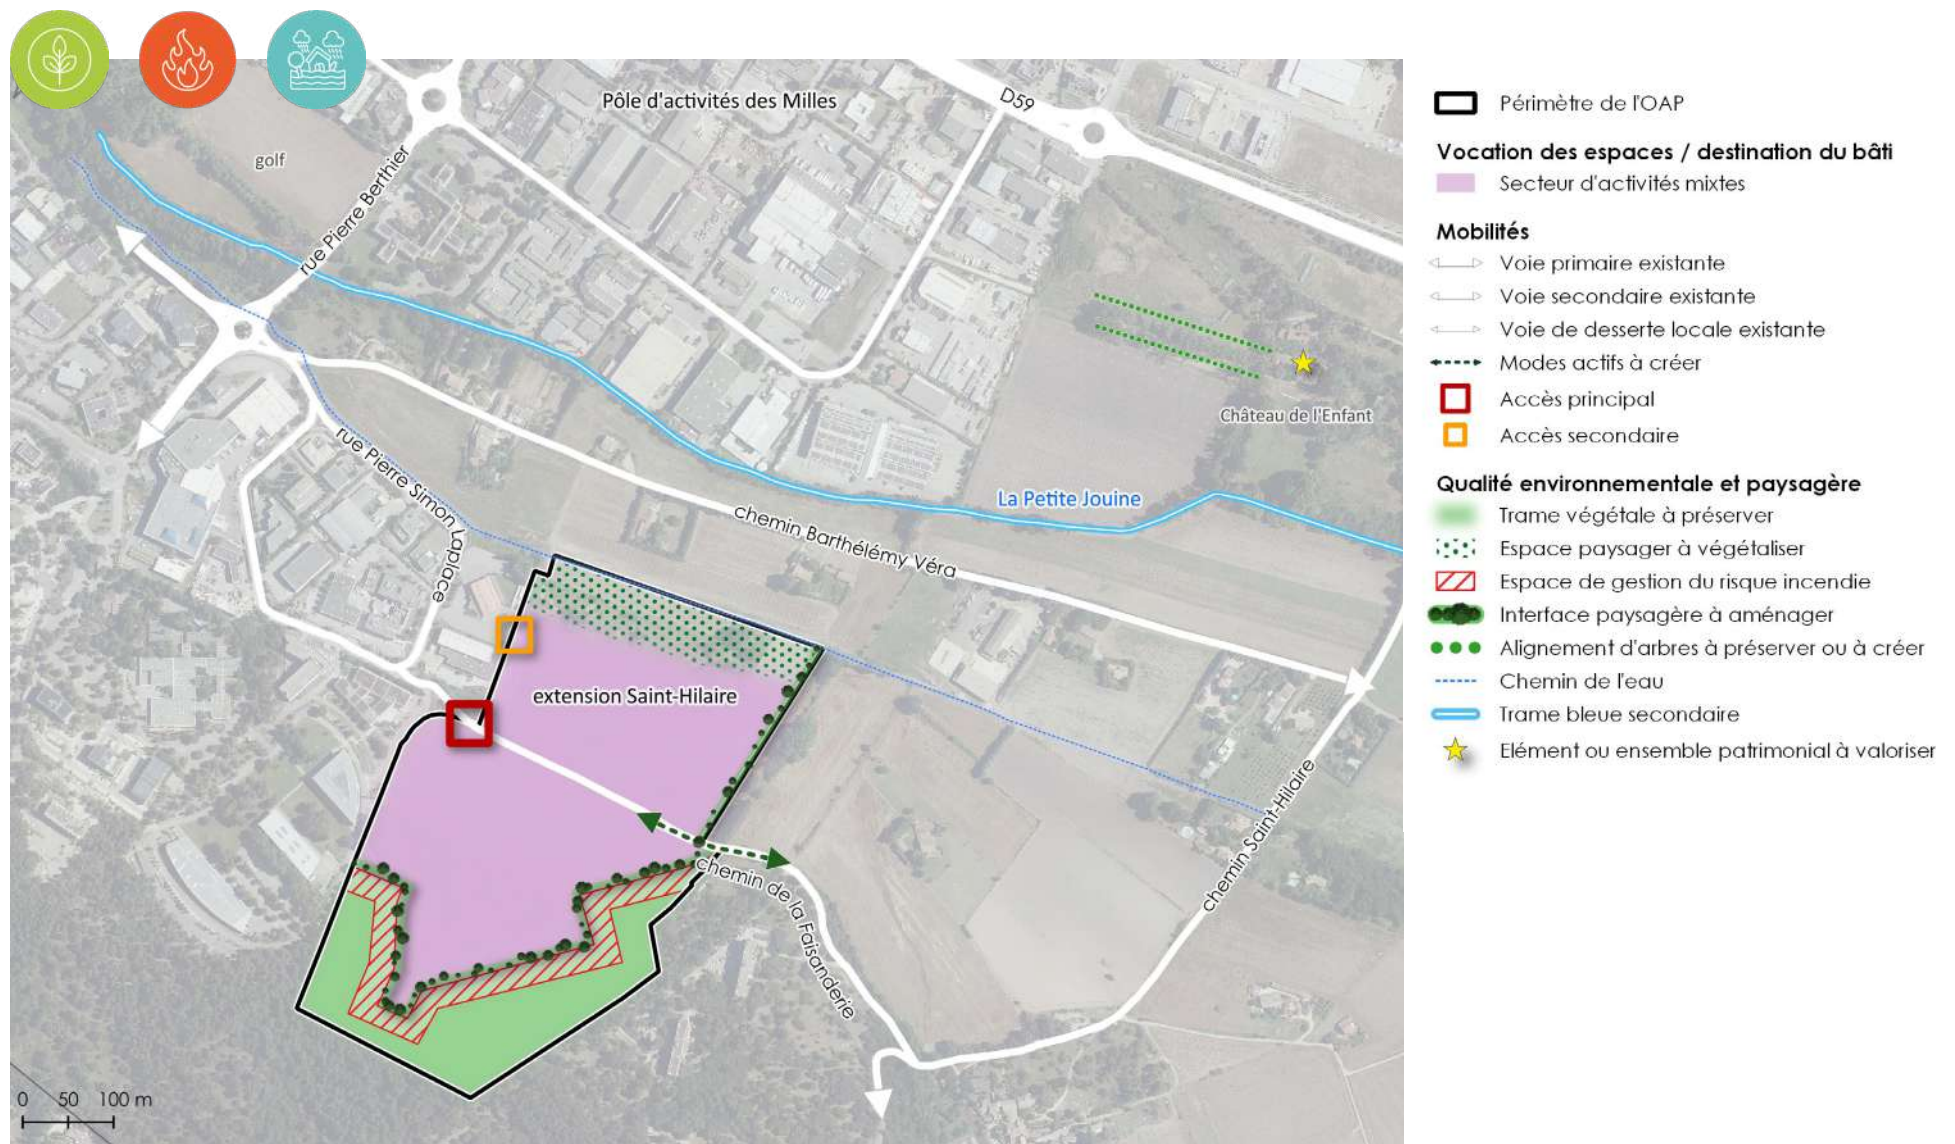 Pôle d'activités des Milles
D59
golf
rue Pierre Berthier
Château de l'Enfant
La Petite Jouine
rue Pierre Simon Laplace
chemin Barthélémy Véra
extension Saint-Hilaire
chemin de la Faisanderie
chemin Saint-Hilaire
0 50 100 m
Périmètre de l'OAP
Vocation des espaces / destination du bâti
Secteur d'activités mixtes
Mobilités
Voie primaire existante
Voie secondaire existante
Voie de desserte locale existante
Modes actifs à créer
Accès principal
Accès secondaire
Qualité environnementale et paysagère
Trame végétale à préserver
Espace paysager à végétaliser
Espace de gestion du risque incendie
Interface paysagère à aménager
Alignement d'arbres à préserver ou à créer
Chemin de l'eau
Trame bleue secondaire
Elément ou ensemble patrimonial à valoriser